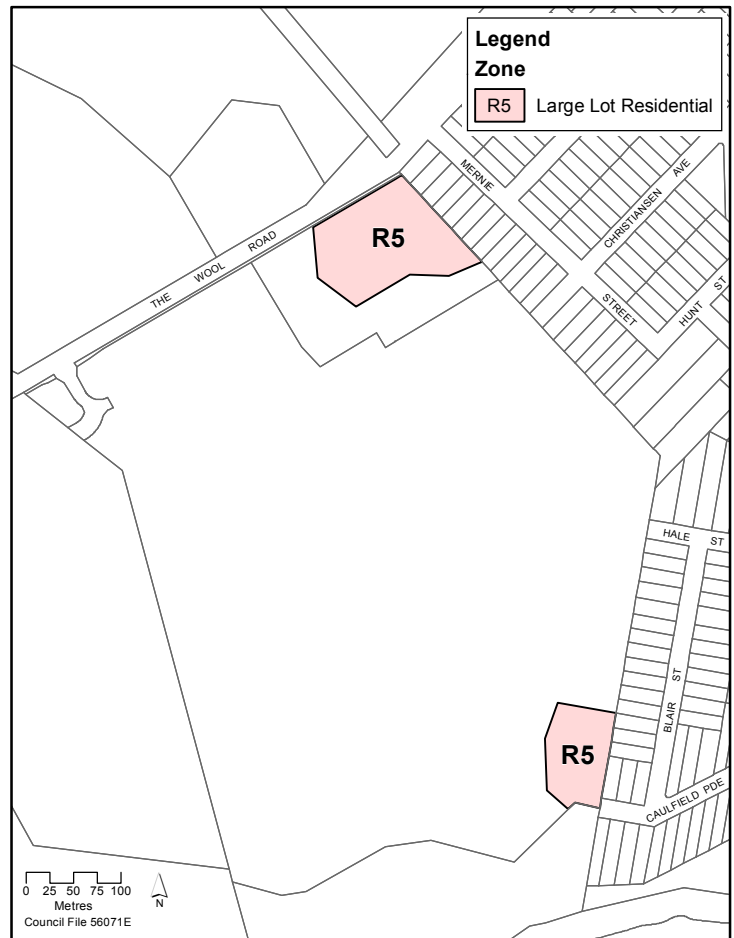 Legend
Zone
R5 Large Lot Residential
MERNIE
CHRISTIANSEN AVE
R5
THE WOOL ROAD
STREET
HUNT ST
HALE ST
BLAIR ST
R5
CAULFIELD PDE
0 25 50 75 100
Metres
N
Council File 56071E